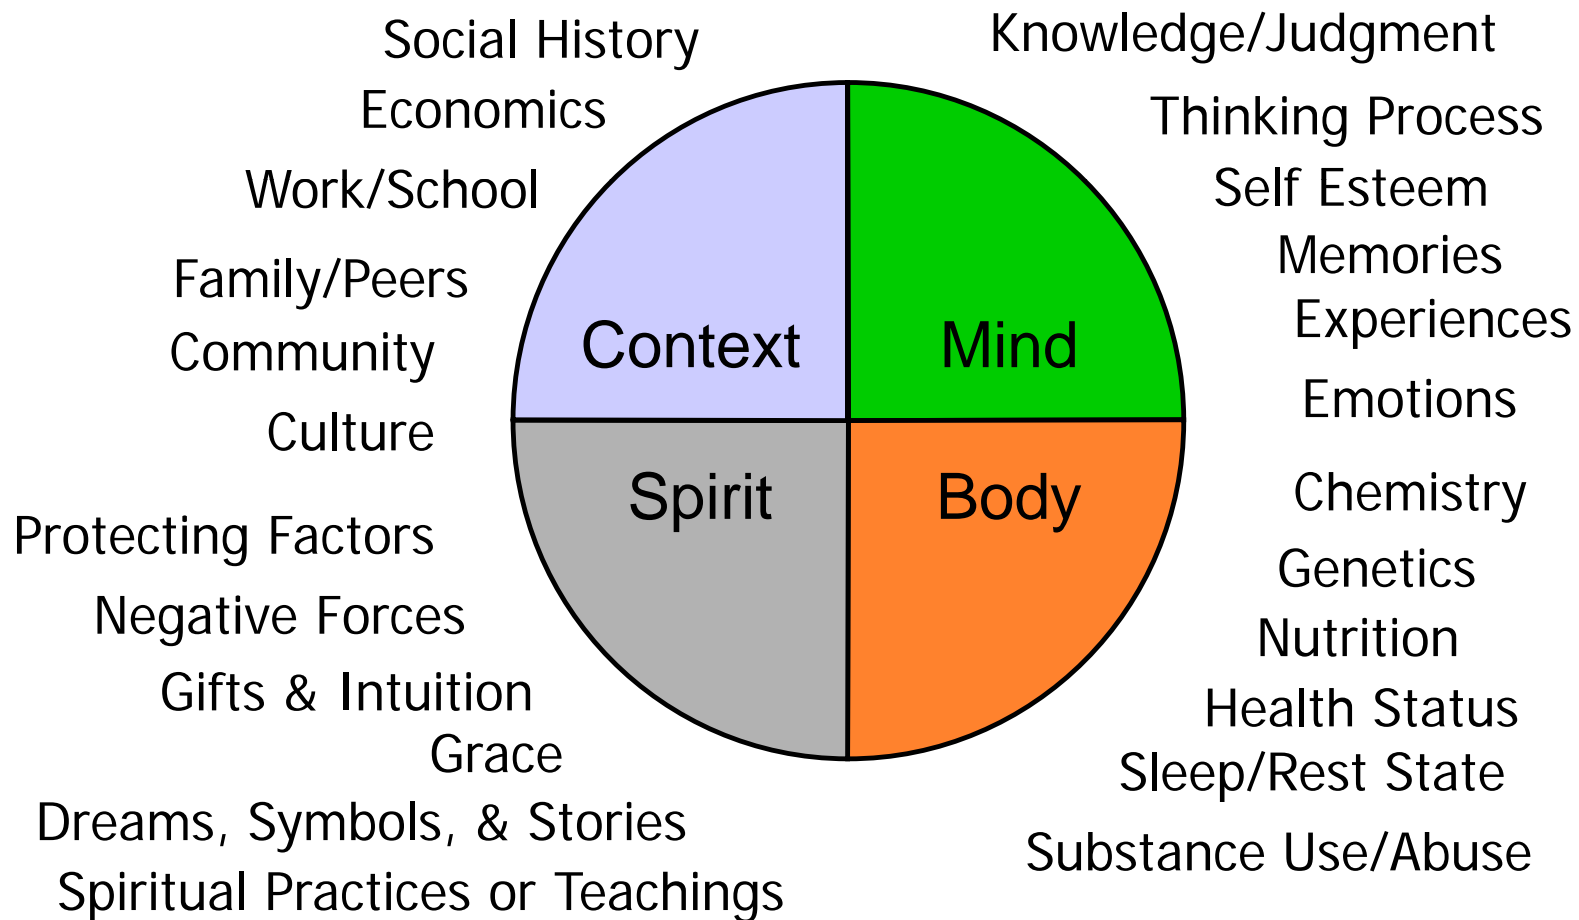 Social History
Economics
Work/School
Family/Peers
Community
Culture
Knowledge/Judgment
Thinking Process
Self Esteem
Memories
Experiences
Emotions
Context
Mind
Spirit
Body
Protecting Factors
Negative Forces
Gifts & Intuition
Grace
Dreams, Symbols, & Stories
Spiritual Practices or Teachings
Chemistry
Genetics
Nutrition
Health Status
Sleep/Rest State
Substance Use/Abuse